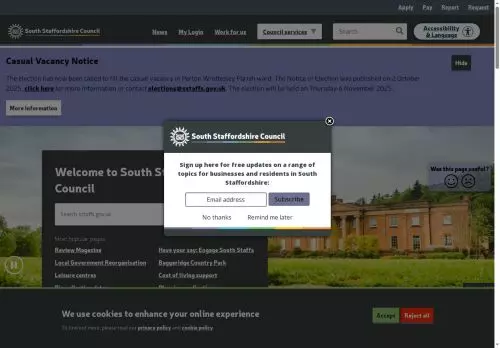 Apply Pay Report Request
South Staffordshire Council
News My Login Work for us Council services Search Accessibility & Language
Casual Vacancy Notice
Hide
The election has now been called to fill the casual vacancy in Perton Wrottesley Parish ward. The Notice of Election was published on 2 October
2025, click here for more information or contact elections@sstaffs.gov.uk. The election will be held on Thursday 6 November 2025.
More Information
South Staffordshire Council
Sign up here for free updates on a range of
topics for businesses and residents in South
Staffordshire:
Email address Subscribe
No thanks Remind me later
Welcome to South
Council
Search sstaffs.gov.uk
Was this page useful?
Most popular pages
Review Magazine Have your say: Engage South Staffs
Local Government Reorganisation Baggeridge Country Park
Leisure centres Cost of living support
We use cookies to enhance your online experience
To find out more, please read our privacy policy and cookie policy.
Accept Reject all